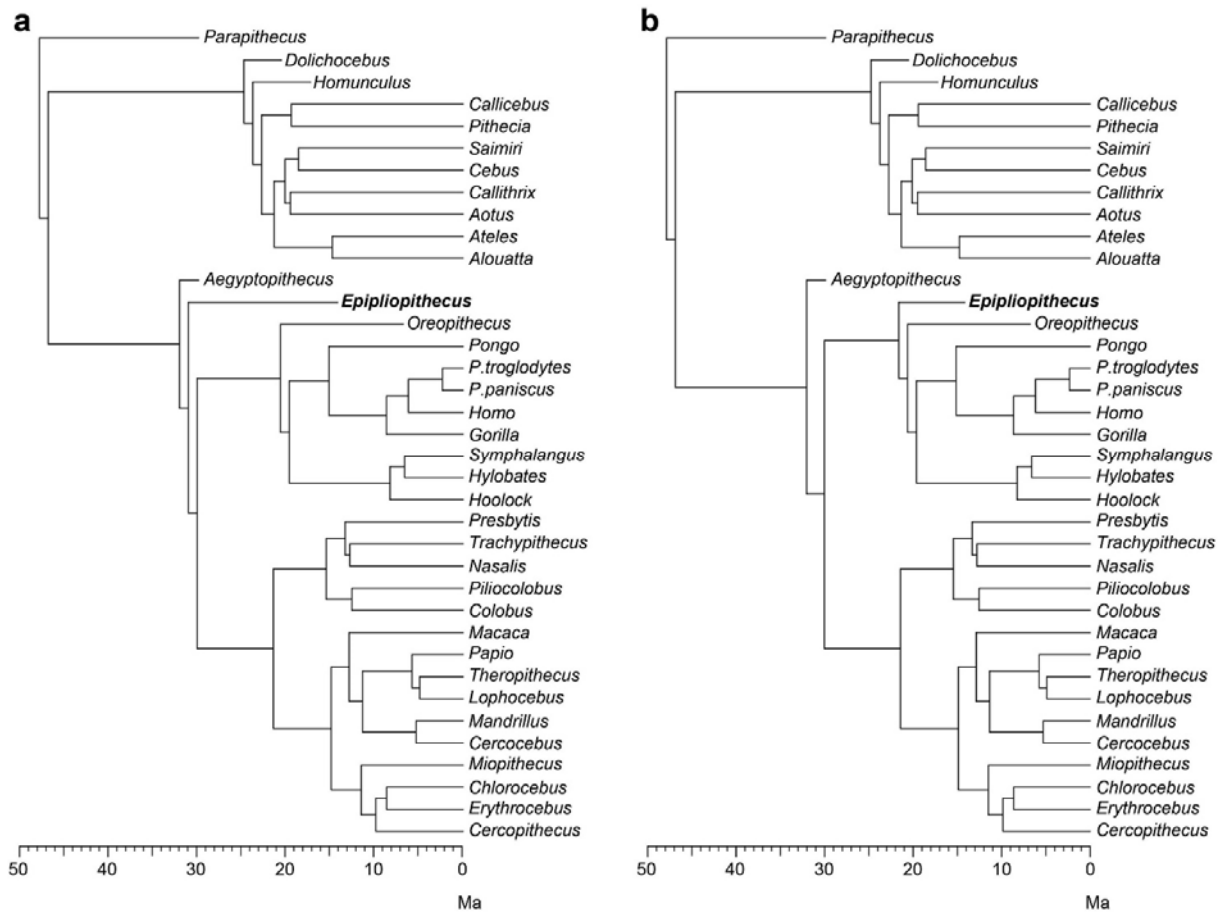 a
Parapithecus
Dolichocebus
Homunculus
Callicebus
Pithecia
Saimiri
Cebus
Callithrix
Aotus
Ateles
Alouatta
Aegyptopithecus
Epipliopithecus
Oreopithecus
Pongo
P.troglodytes
P.paniscus
Homo
Gorilla
Symphalangus
Hylobates
Hoolock
Presbytis
Trachypithecus
Nasalis
Piliocolobus
Colobus
Macaca
Papio
Theropithecus
Lophocebus
Mandrillus
Cercocebus
Miopithecus
Chlorocebus
Erythrocebus
Cercopithecus
50 40 30 20 10 0
Ma
b
Parapithecus
Dolichocebus
Homunculus
Callicebus
Pithecia
Saimiri
Cebus
Callithrix
Aotus
Ateles
Alouatta
Aegyptopithecus
Epipliopithecus
Oreopithecus
Pongo
P.troglodytes
P.paniscus
Homo
Gorilla
Symphalangus
Hylobates
Hoolock
Presbytis
Trachypithecus
Nasalis
Piliocolobus
Colobus
Macaca
Papio
Theropithecus
Lophocebus
Mandrillus
Cercocebus
Miopithecus
Chlorocebus
Erythrocebus
Cercopithecus
50 40 30 20 10 0
Ma